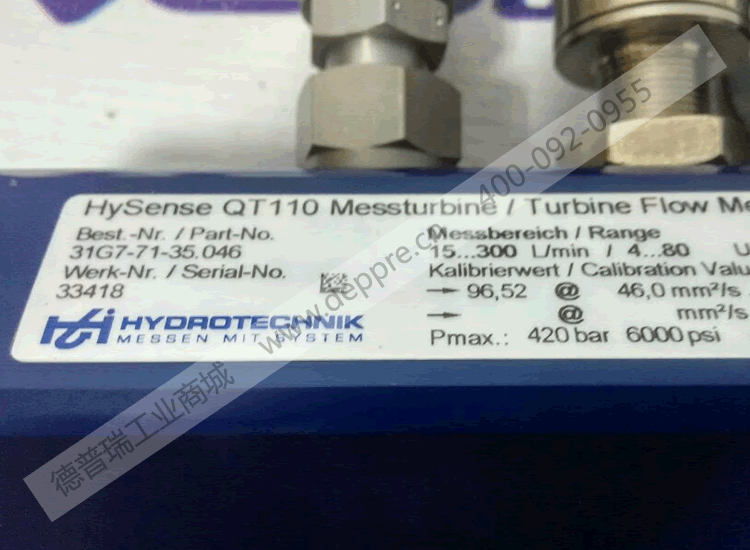 HySense QT110 Messturbine / Turbine Flow Me
Best.-Nr. / Part-No.
31G7-71-35.046
Werk-Nr. / Serial-No.
33418
HYDROTECHNIK
MESSEN MIT SYSTEM
Messbereich / Range
15...300 L/min / 4...80 U
Kalibrierwert / Calibration Valu
→ 96,52 @ 46,0 mm²/s
→ @ mm²/s
Pmax.: 420 bar 6000 psi
德普瑞工业商城 www.deppre.cn 400-092-0955